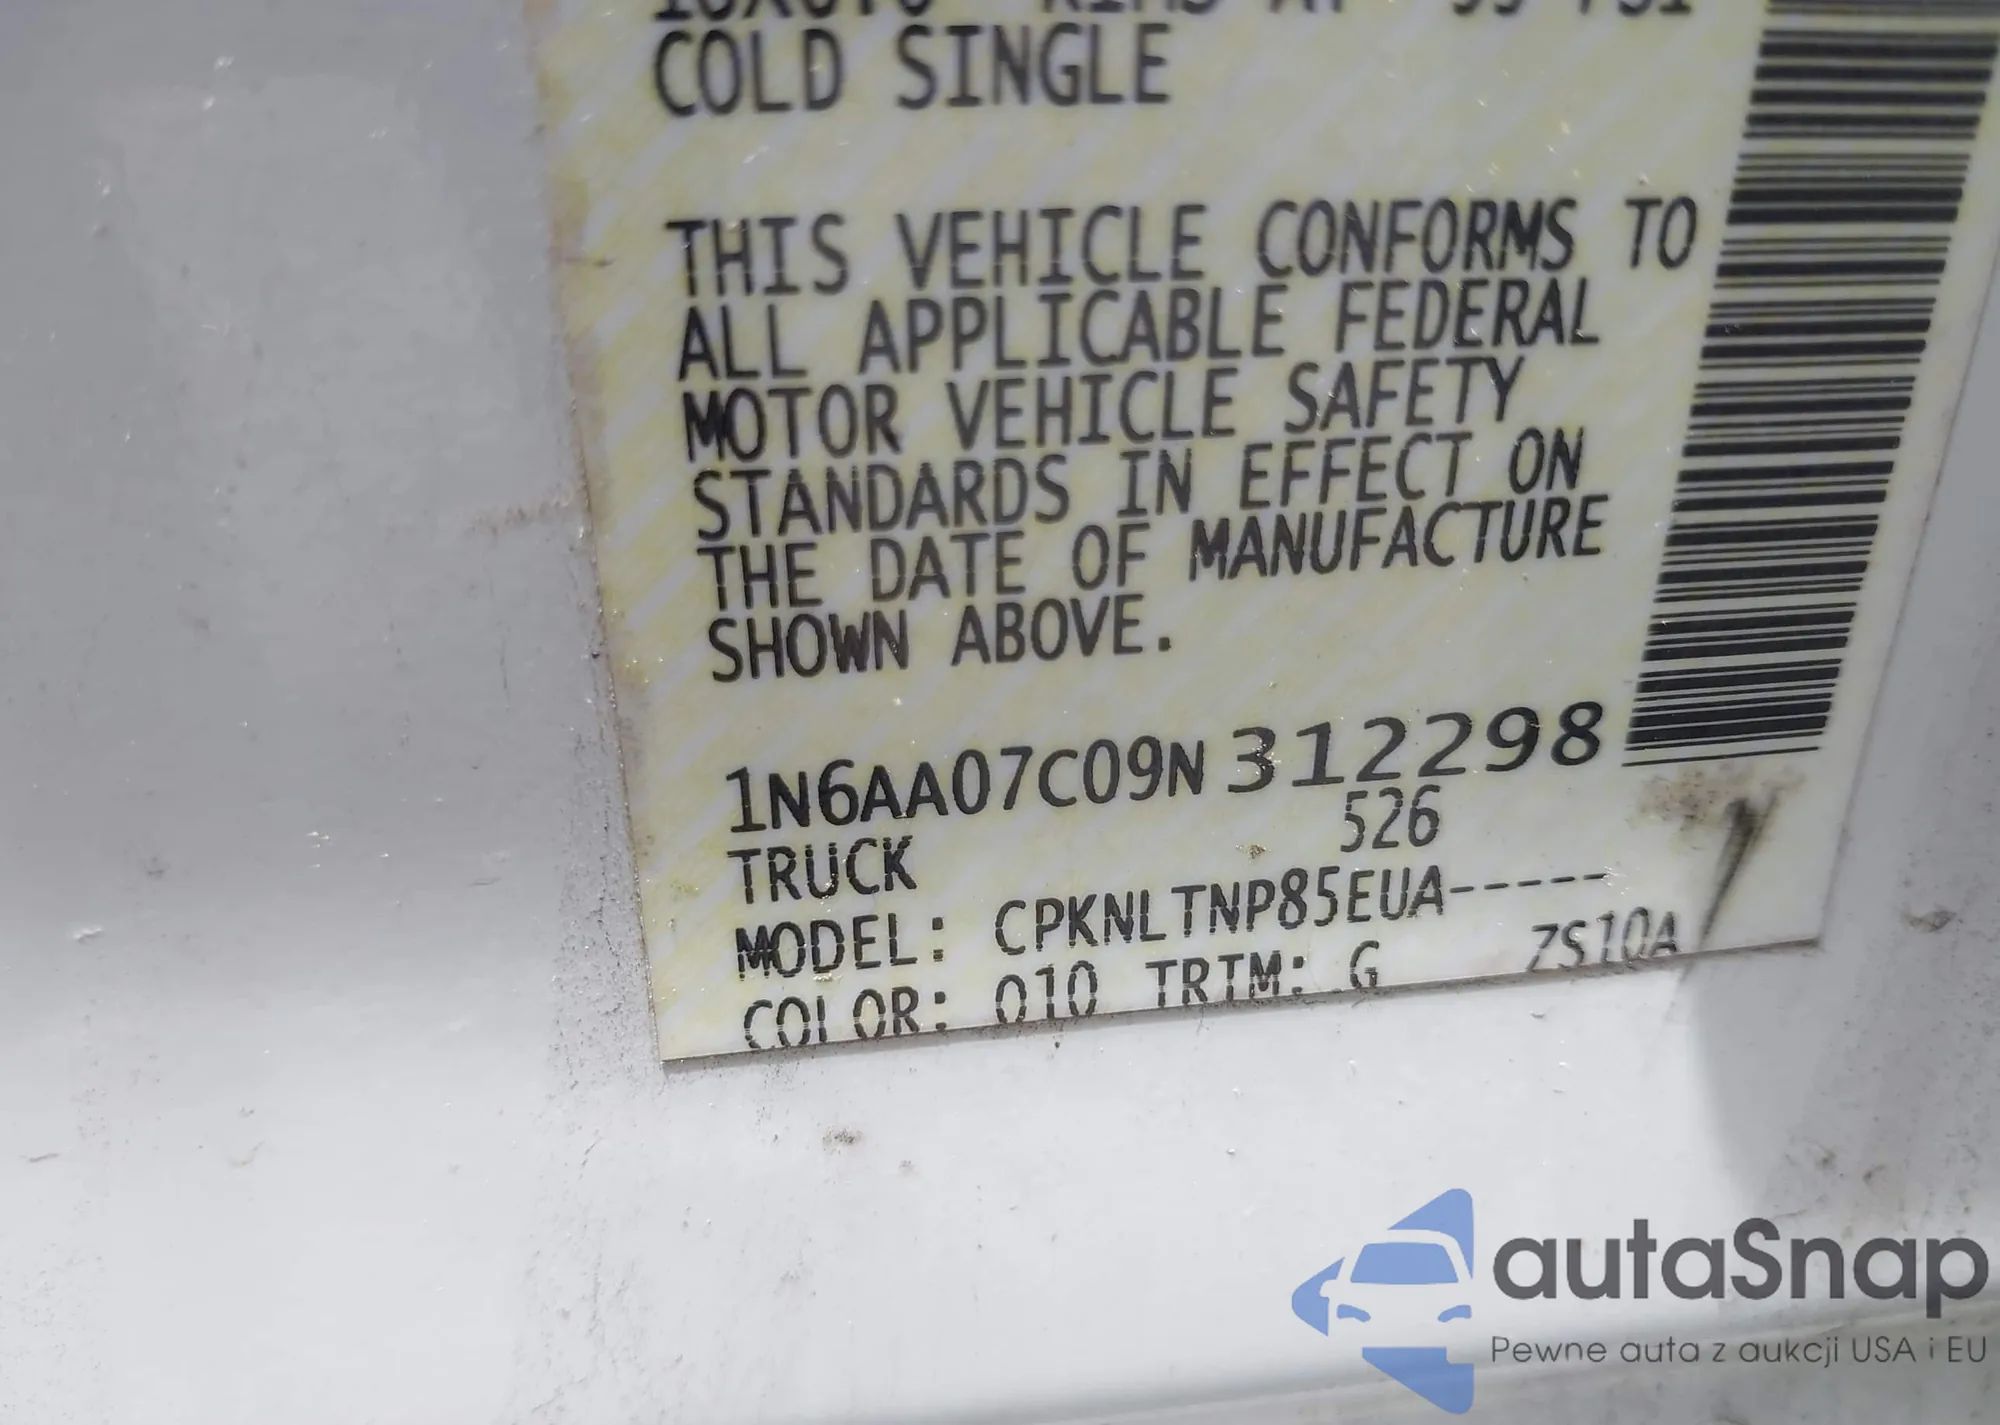 COLD SINGLE
THIS VEHICLE CONFORMS TO
ALL APPLICABLE FEDERAL
MOTOR VEHICLE SAFETY
STANDARDS IN EFFECT ON
THE DATE OF MANUFACTURE
SHOWN ABOVE.
1N6AA07C09N312298
TRUCK 526
MODEL: CPKNLTNP85EUA-----
COLOR: 010 TRIM: G ZS10A
autaSnap
Pewne auta z aukcji USA i EU